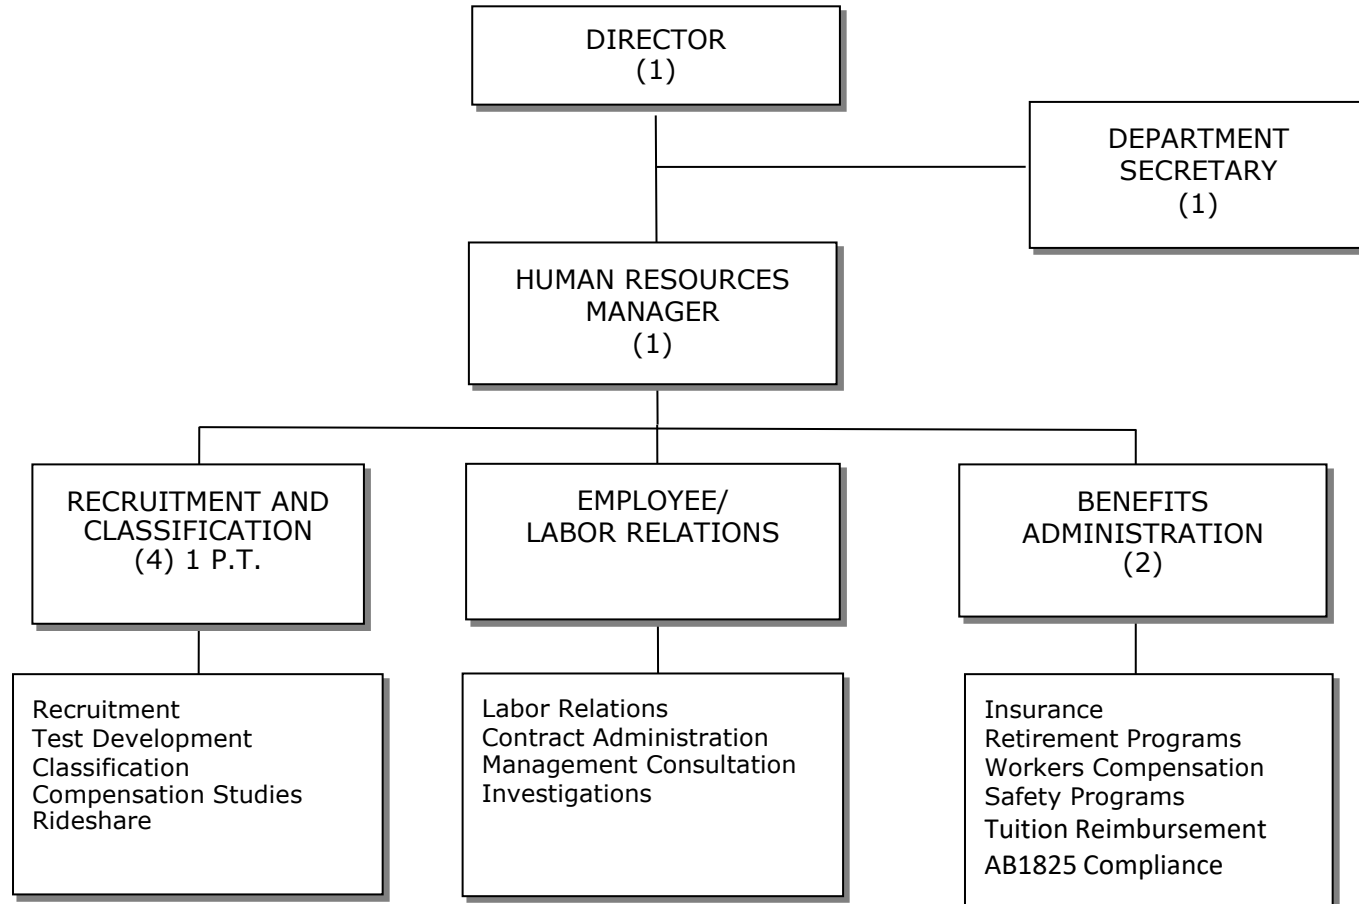 DIRECTOR
(1)
DEPARTMENT
SECRETARY
(1)
HUMAN RESOURCES
MANAGER
(1)
RECRUITMENT AND
CLASSIFICATION
(4) 1 P.T.
EMPLOYEE/
LABOR RELATIONS
BENEFITS
ADMINISTRATION
(2)
Recruitment
Test Development
Classification
Compensation Studies
Rideshare
Labor Relations
Contract Administration
Management Consultation
Investigations
Insurance
Retirement Programs
Workers Compensation
Safety Programs
Tuition Reimbursement
AB1825 Compliance